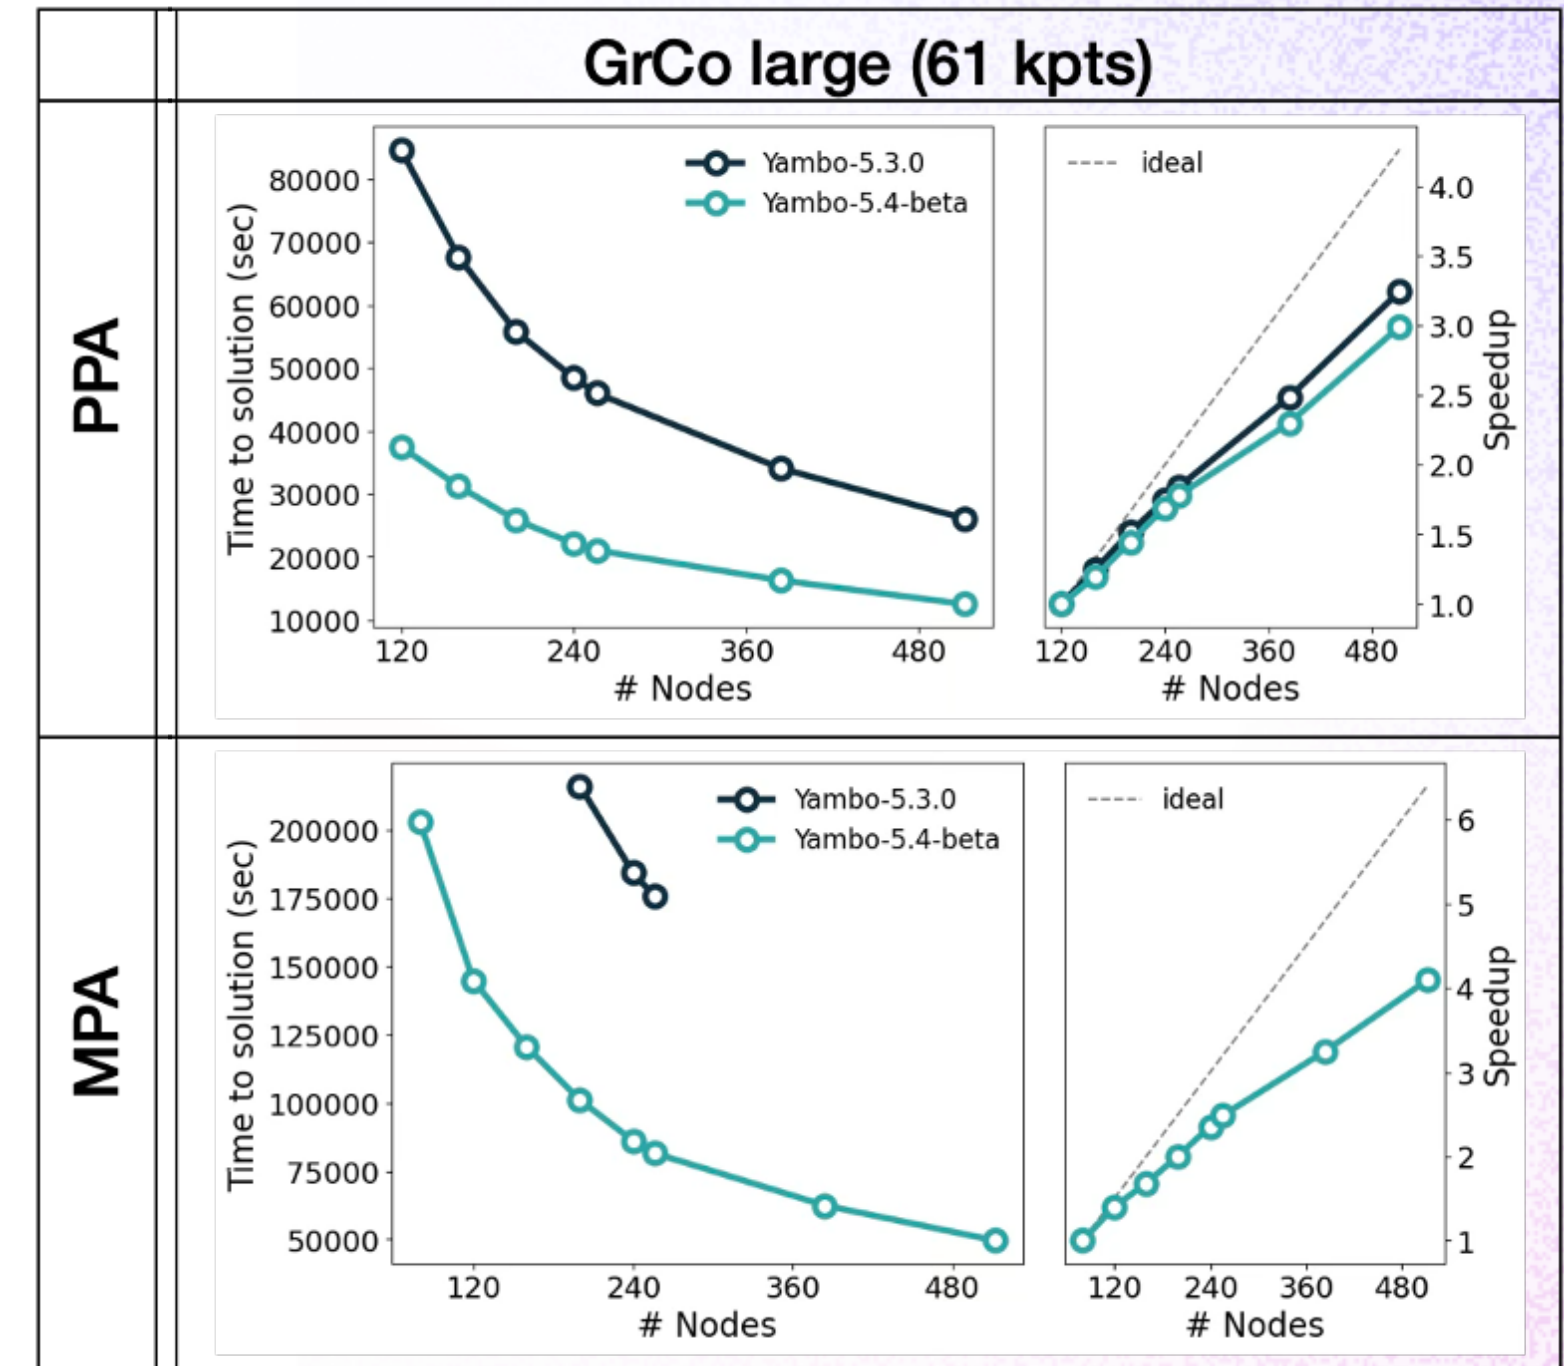 GrCo large (61 kpts)
PPA
Time to solution (sec)
80000
70000
60000
50000
40000
30000
20000
10000
Yambo-5.3.0
Yambo-5.4-beta
120 240 360 480
# Nodes
ideal
4.0
3.5
3.0
2.5
2.0
1.5
1.0
Speedup
120 240 360 480
# Nodes
MPA
Time to solution (sec)
200000
175000
150000
125000
100000
75000
50000
Yambo-5.3.0
Yambo-5.4-beta
120 240 360 480
# Nodes
ideal
6
5
4
3
2
1
Speedup
120 240 360 480
# Nodes